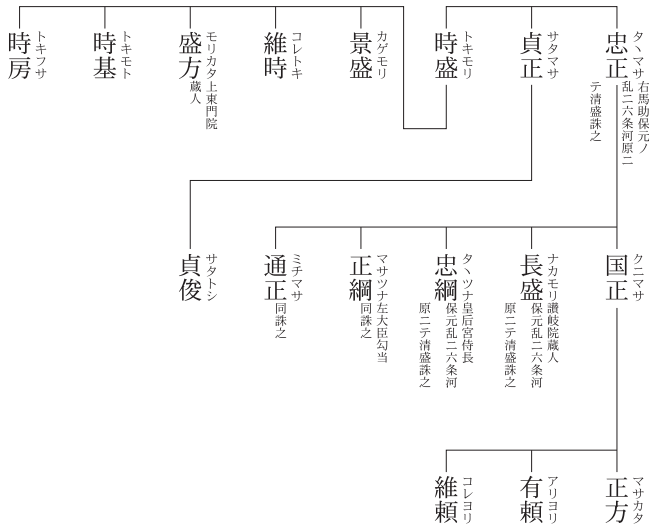 タヽマサ
忠正
右馬助保元ノ
乱ニ六条河原ニ
テ清盛誅之
サタマサ
貞正
トキモリ
時盛
カゲモリ
景盛
コレトキ
維時
モリカタ
盛方
上東門院
蔵人
トキモト
時基
トキフサ
時房
クニマサ
国正
ナカモリ
長盛
讃岐院蔵人
保元乱ニ六条河
原ニテ清盛誅之
タヽツナ
忠綱
皇后宮侍長
保元乱ニ六条河
原ニテ清盛誅之
マサツナ
正綱
左大臣勾当
同誅之
ミチマサ
通正
同誅之
サタトシ
貞俊
マサカタ
正方
アリヨリ
有頼
コレヨリ
維頼